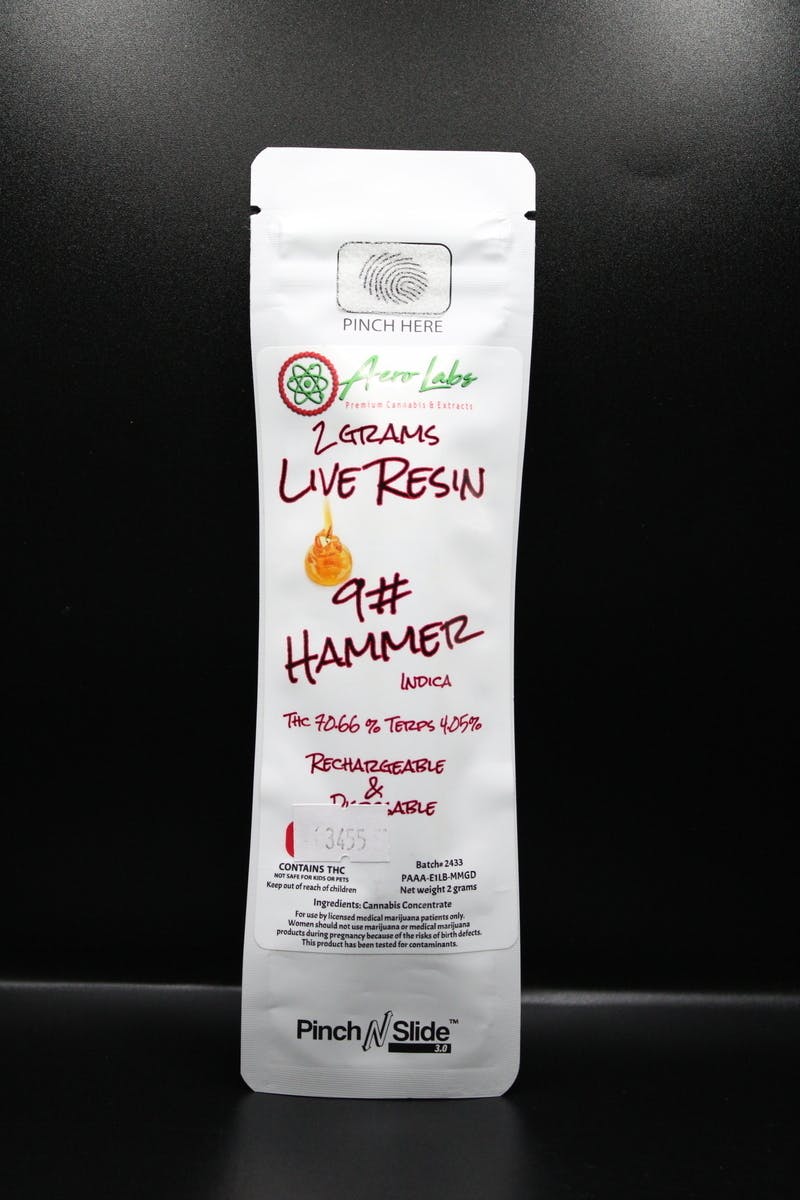 PINCH HERE
Aero Labs
Premium Cannabis & Extracts
2 GRAMS
LIVE RESIN
9#
HAMMER
INDICA
THC 70.66 % TERPS 4.05%
RECHARGEABLE
&
3455
CONTAINS THC
NOT SAFE FOR KIDS OR PETS
Keep out of reach of children
Batch# 2433
PAAA-E1LB-MMGD
Net weight 2 grams
Ingredients: Cannabis Concentrate
For use by licensed medical marijuana patients only.
Women should not use marijuana or medical marijuana
products during pregnancy because of the risks of birth defects.
This product has been tested for contaminants.
Pinch N Slide™
3.0